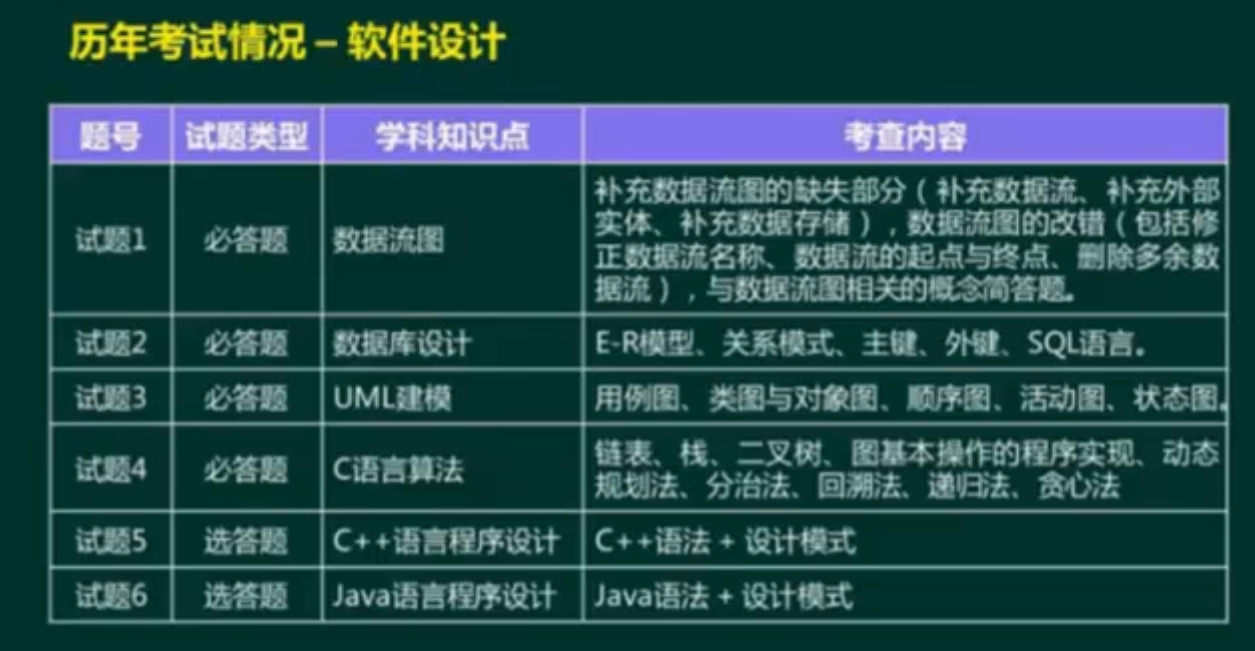 历年考试情况 – 软件设计
题号 试题类型 学科知识点 考查内容
试题1 必答题 数据流图
补充数据流图的缺失部分（补充数据流、补充外部
实体、补充数据存储），数据流图的改错（包括修
正数据流名称、数据流的起点与终点、删除多余数
据流），与数据流图相关的概念简答题。
试题2 必答题 数据库设计 E-R模型、关系模式、主键、外键、SQL语言。
试题3 必答题 UML建模 用例图、类图与对象图、顺序图、活动图、状态图。
试题4 必答题 C语言算法
链表、栈、二叉树、图基本操作的程序实现、动态
规划法、分治法、回溯法、递归法、贪心法
试题5 选答题 C++语言程序设计 C++语法 + 设计模式
试题6 选答题 Java语言程序设计 Java语法 + 设计模式